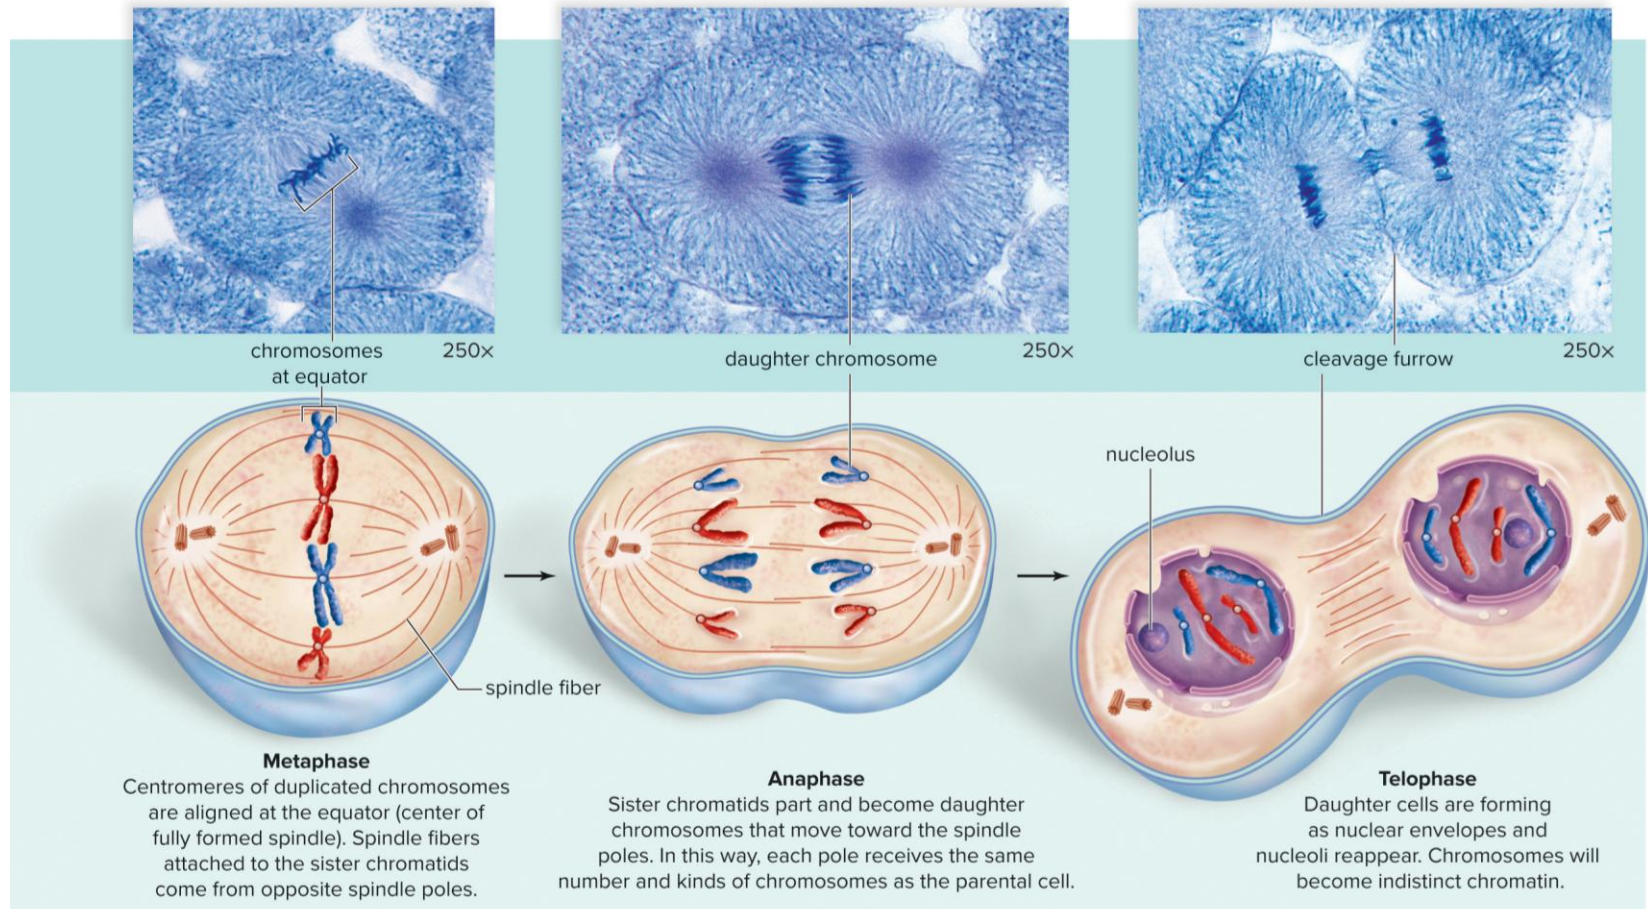 chromosomes
at equator
250×
daughter chromosome
250×
cleavage furrow
250×
nucleolus
spindle fiber
Metaphase
Centromeres of duplicated chromosomes
are aligned at the equator (center of
fully formed spindle). Spindle fibers
attached to the sister chromatids
come from opposite spindle poles.
Anaphase
Sister chromatids part and become daughter
chromosomes that move toward the spindle
poles. In this way, each pole receives the same
number and kinds of chromosomes as the parental cell.
Telophase
Daughter cells are forming
as nuclear envelopes and
nucleoli reappear. Chromosomes will
become indistinct chromatin.